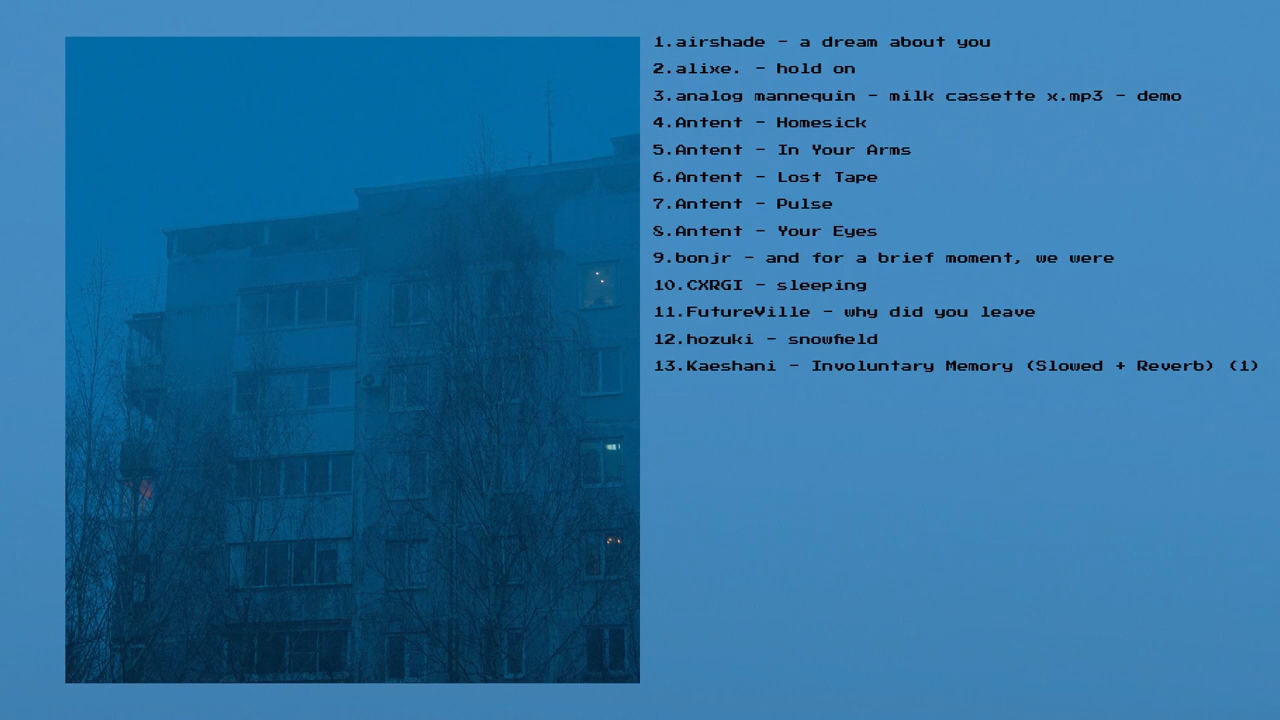 1.airshade - a dream about you
2.alixe. - hold on
3.analog mannequin - milk cassette x.mp3 - demo
4.Antent - Homesick
5.Antent - In Your Arms
6.Antent - Lost Tape
7.Antent - Pulse
8.Antent - Your Eyes
9.bonjr - and for a brief moment, we were
10.CXRGI - sleeping
11.FutureVille - why did you leave
12.hozuki - snowfield
13.Kaeshani - Involuntary Memory (Slowed + Reverb) (1)